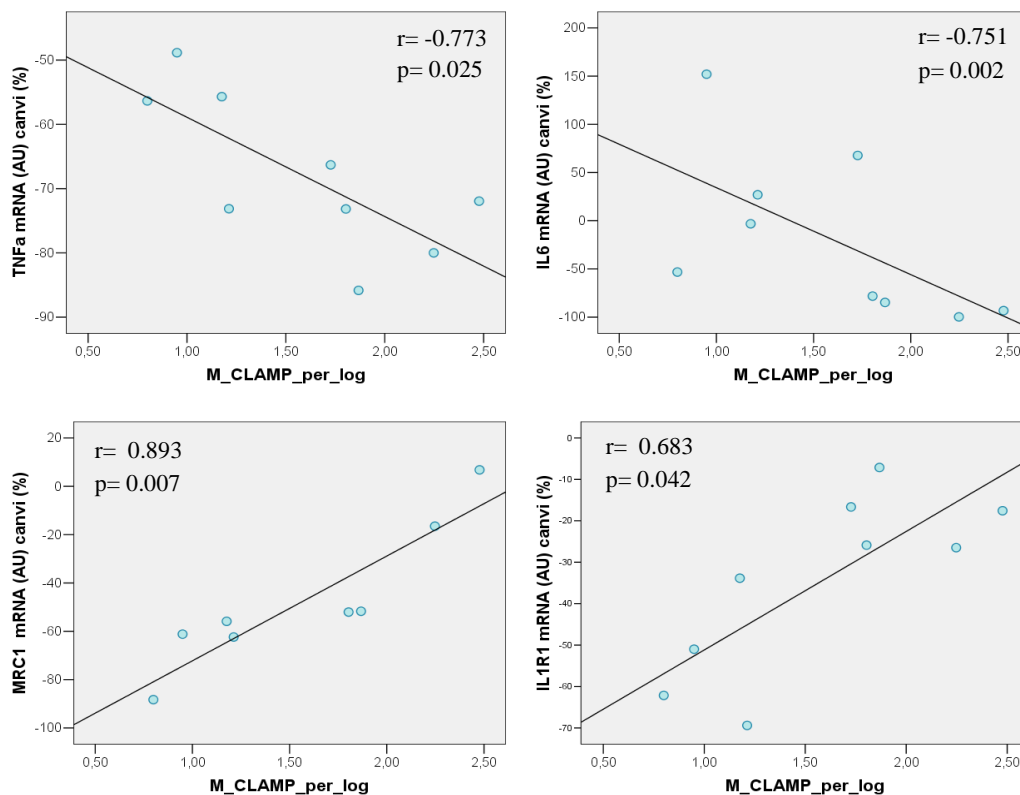 r= -0.773
p= 0.025
TNFa mRNA (AU) canvi (%)
-50
-60
-70
-80
-90
0,50 1,00 1,50 2,00 2,50
M_CLAMP_per_log
r= -0.751
p= 0.002
IL6 mRNA (AU) canvi (%)
200
150
100
50
0
-50
-100
0,50 1,00 1,50 2,00 2,50
M_CLAMP_per_log
r= 0.893
p= 0.007
MRC1 mRNA (AU) canvi (%)
20
0
-20
-40
-60
-80
-100
0,50 1,00 1,50 2,00 2,50
M_CLAMP_per_log
r= 0.683
p= 0.042
IL1R1 mRNA (AU) canvi (%)
0
-10
-20
-30
-40
-50
-60
-70
0,50 1,00 1,50 2,00 2,50
M_CLAMP_per_log